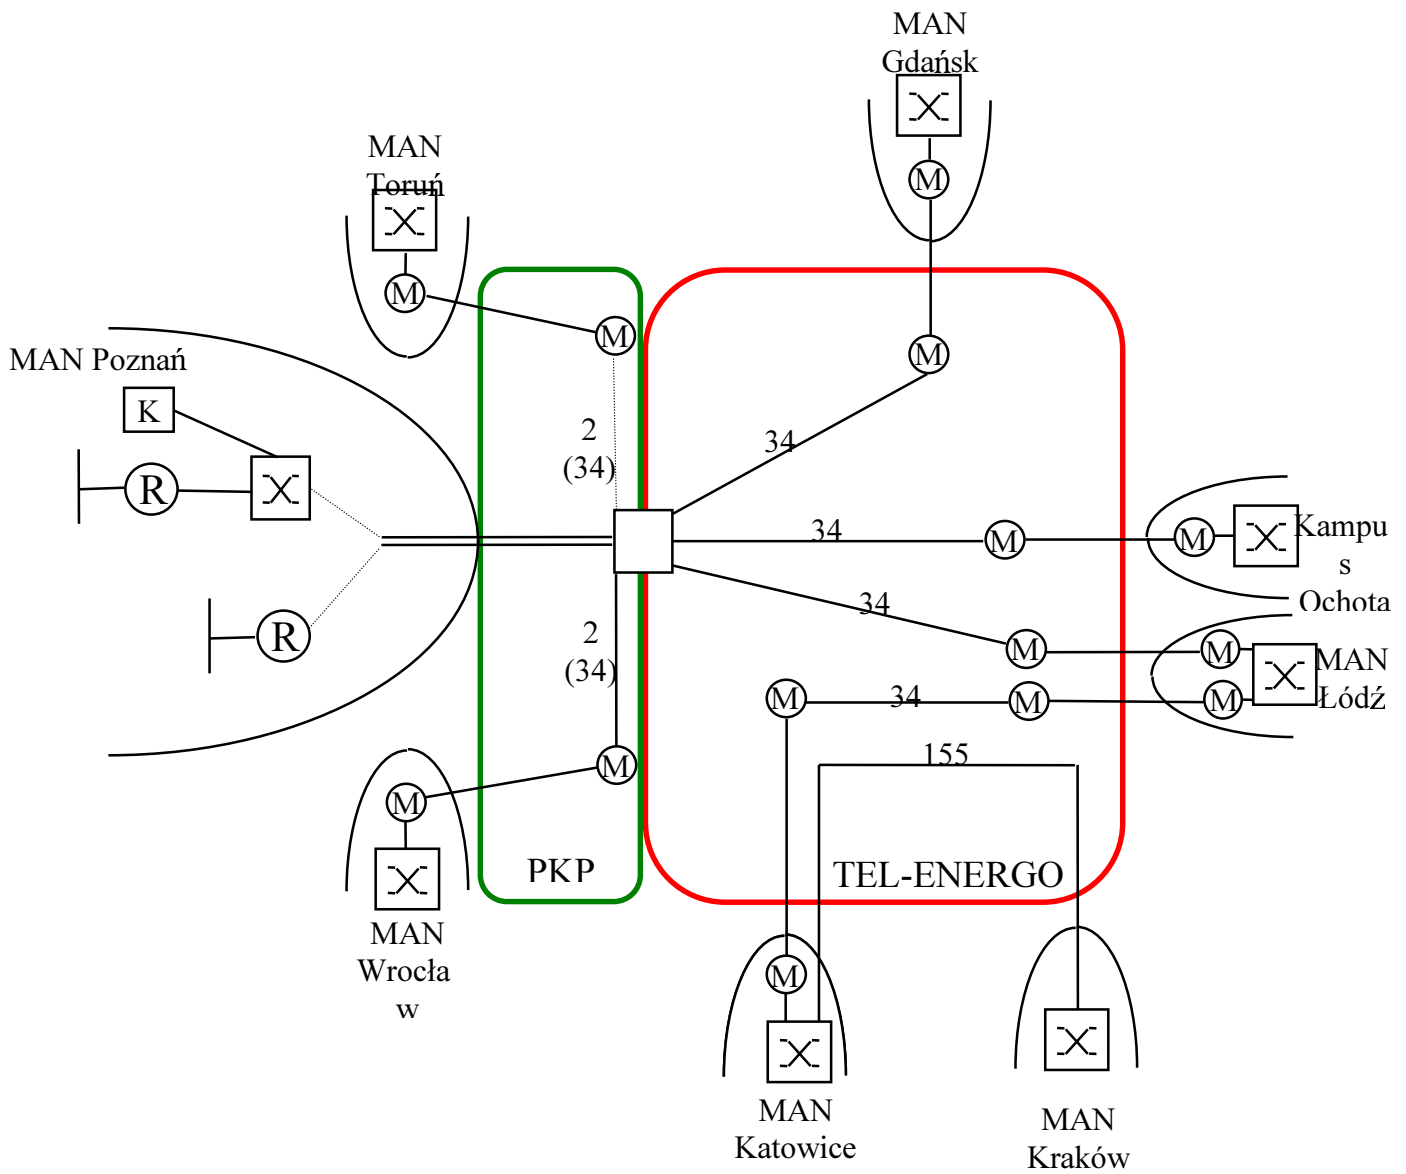 MAN
Gdańsk
M
MAN
Toruń
M
M
M
MAN Poznań
K
R
R
2
(34)
34
34
34
M
M
Kampu
s
Ochota
2
(34)
M
M
MAN
Łódź
M
34
M
M
155
M
M
PKP
TEL-ENERGO
MAN
Wrocła
w
M
MAN
Katowice
MAN
Kraków